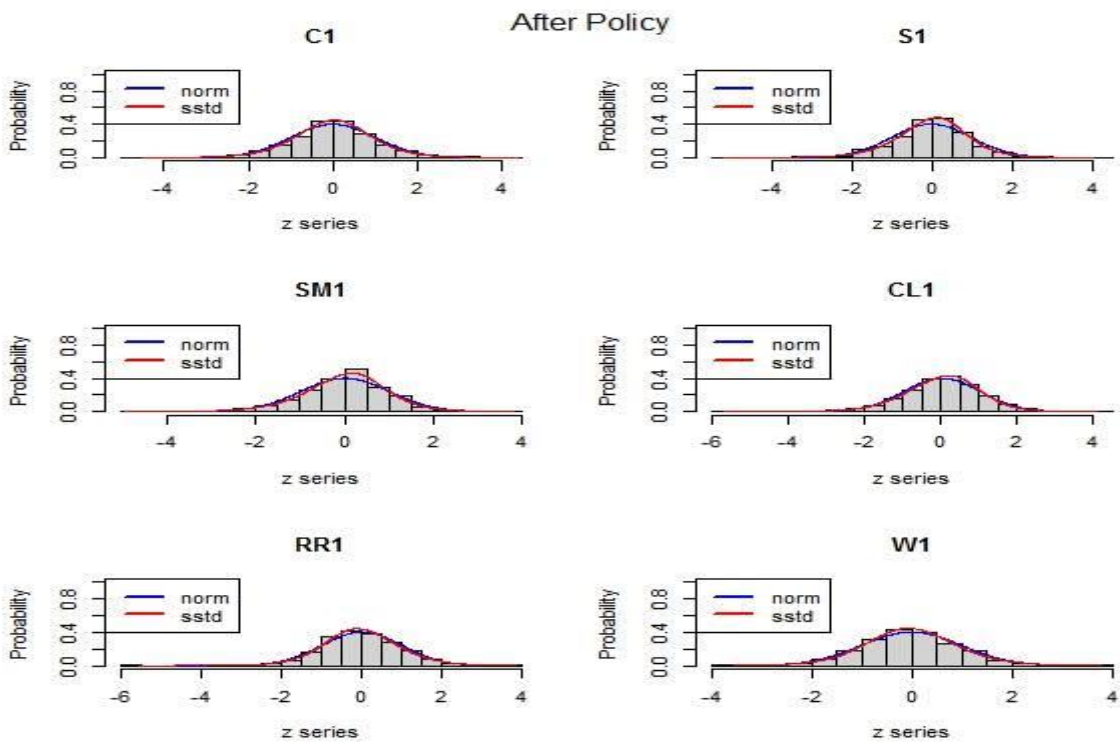 After Policy
C1
Probability
0.0 0.4 0.8
norm
sstd
-4 -2 0 2 4
z series
S1
Probability
0.0 0.4 0.8
norm
sstd
-4 -2 0 2 4
z series
SM1
Probability
0.0 0.4 0.8
norm
sstd
-4 -2 0 2 4
z series
CL1
Probability
0.0 0.4 0.8
norm
sstd
-6 -4 -2 0 2 4
z series
RR1
Probability
0.0 0.4 0.8
norm
sstd
-6 -4 -2 0 2 4
z series
W1
Probability
0.0 0.4 0.8
norm
sstd
-4 -2 0 2 4
z series